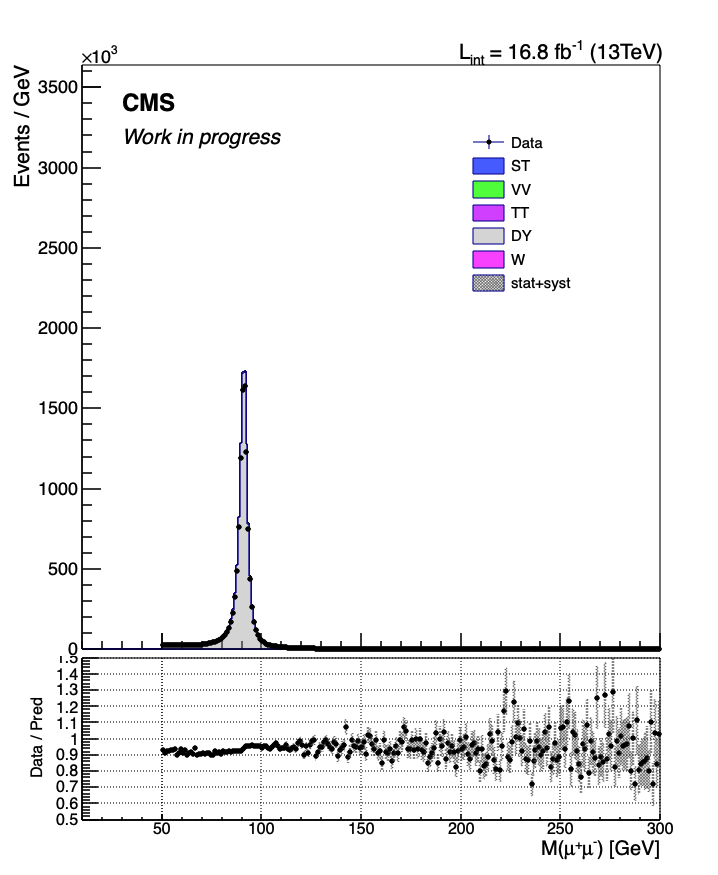 ×10³
L_int = 16.8 fb⁻¹ (13TeV)
Events / GeV
3500
3000
2500
2000
1500
1000
500
0
CMS
Work in progress
Data
ST
VV
TT
DY
W
stat+syst
Data / Pred
1.5
1.4
1.3
1.2
1.1
1
0.9
0.8
0.7
0.6
0.5
50 100 150 200 250 300
M(μ⁺μ⁻) [GeV]